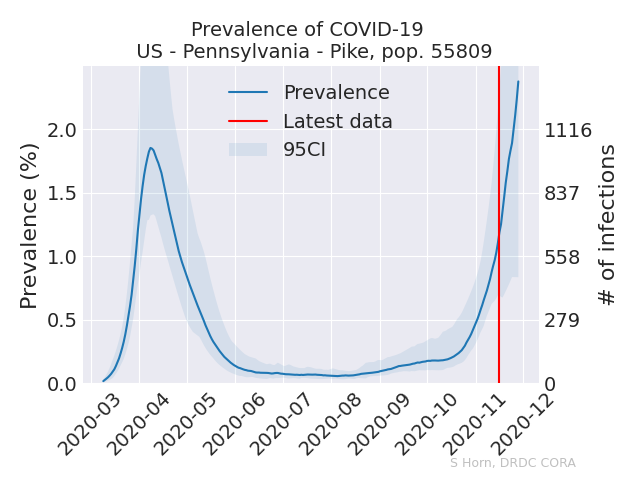 Prevalence of COVID-19
US - Pennsylvania - Pike, pop. 55809
Prevalence
Latest data
95CI
Prevalence (%)
2.0
1.5
1.0
0.5
0.0
1116
837
558
279
0
# of infections
2020-03
2020-04
2020-05
2020-06
2020-07
2020-08
2020-09
2020-10
2020-11
2020-12
S Horn, DRDC CORA